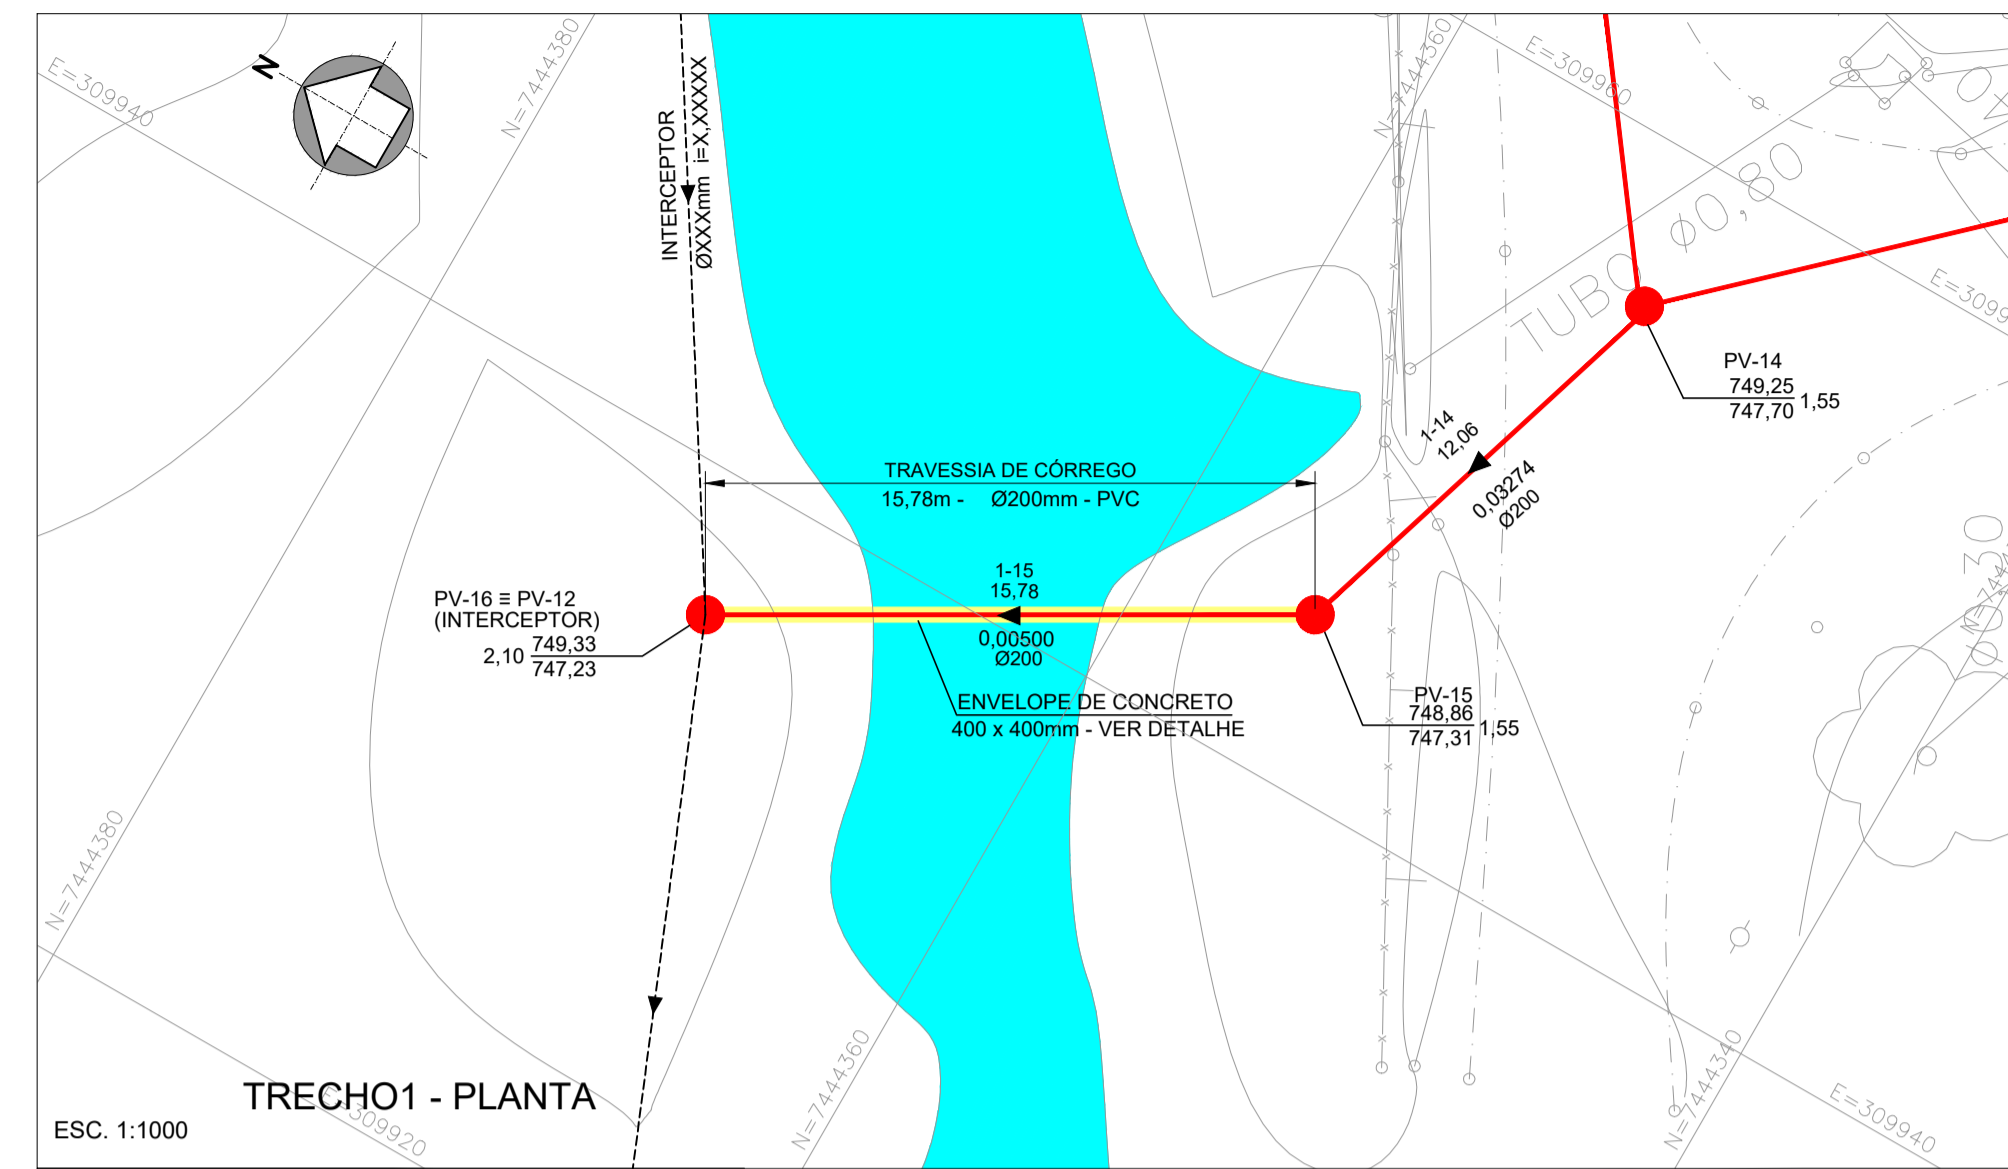 N
E=309940
N=7444380
INTERCEPTOR
ØXXXmm i=X,XXXXX
N=7444360
E=309960
TUBO Ø0,80
PV-14
749,25
747,70
1,55
1-14
12,06
0,03274
Ø200
TRAVESSIA DE CÓRREGO
15,78m - Ø200mm - PVC
1-15
15,78
0,00500
Ø200
PV-16 ≡ PV-12
(INTERCEPTOR)
2,10
749,33
747,23
ENVELOPE DE CONCRETO
400 x 400mm - VER DETALHE
PV-15
748,86
747,31
1,55
N=7444380
N=7444360
N=7444340
E=309940
E=309920
TRECHO1 - PLANTA
ESC. 1:1000